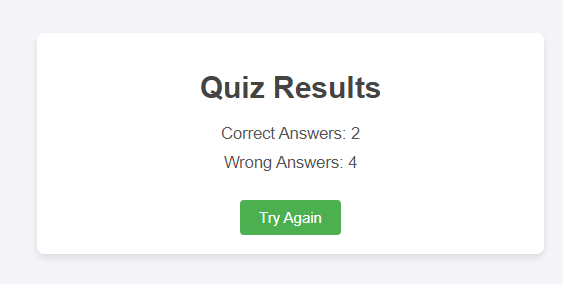 Quiz Results
Correct Answers: 2
Wrong Answers: 4
Try Again